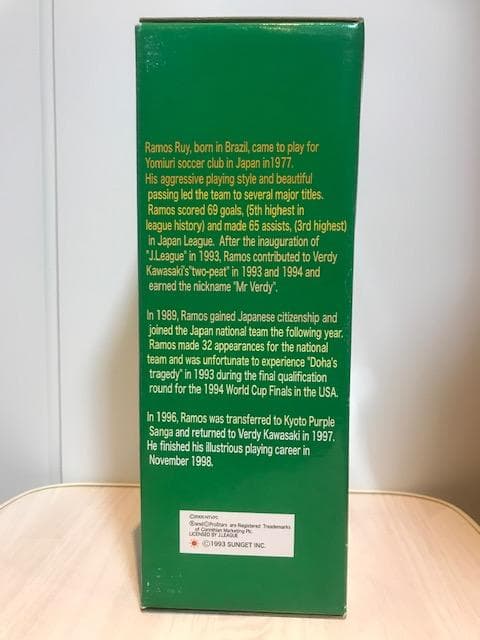 Ramos Ruy, born in Brazil, came to play for
Yomiuri soccer club in Japan in1977.
His aggressive playing style and beautiful
passing led the team to several major titles.
Ramos scored 69 goals, (5th highest in
league history) and made 65 assists, (3rd highest)
in Japan League. After the inauguration of
"J.League" in 1993, Ramos contributed to Verdy
Kawasaki's"two-peat" in 1993 and 1994 and
earned the nickname "Mr Verdy".
In 1989, Ramos gained Japanese citizenship and
joined the Japan national team the following year.
Ramos made 32 appearances for the national
team and was unfortunate to experience "Doha's
tragedy" in 1993 during the final qualification
round for the 1994 World Cup Finals in the USA.
In 1996, Ramos was transferred to Kyoto Purple
Sanga and returned to Verdy Kawasaki in 1997.
He finished his illustrious playing career in
November 1998.
and ProStars are Registered Treademarks
of Corinthian Marketing Plc.
LICENSED BY J.LEAGUE
©1993 SUNGET INC.